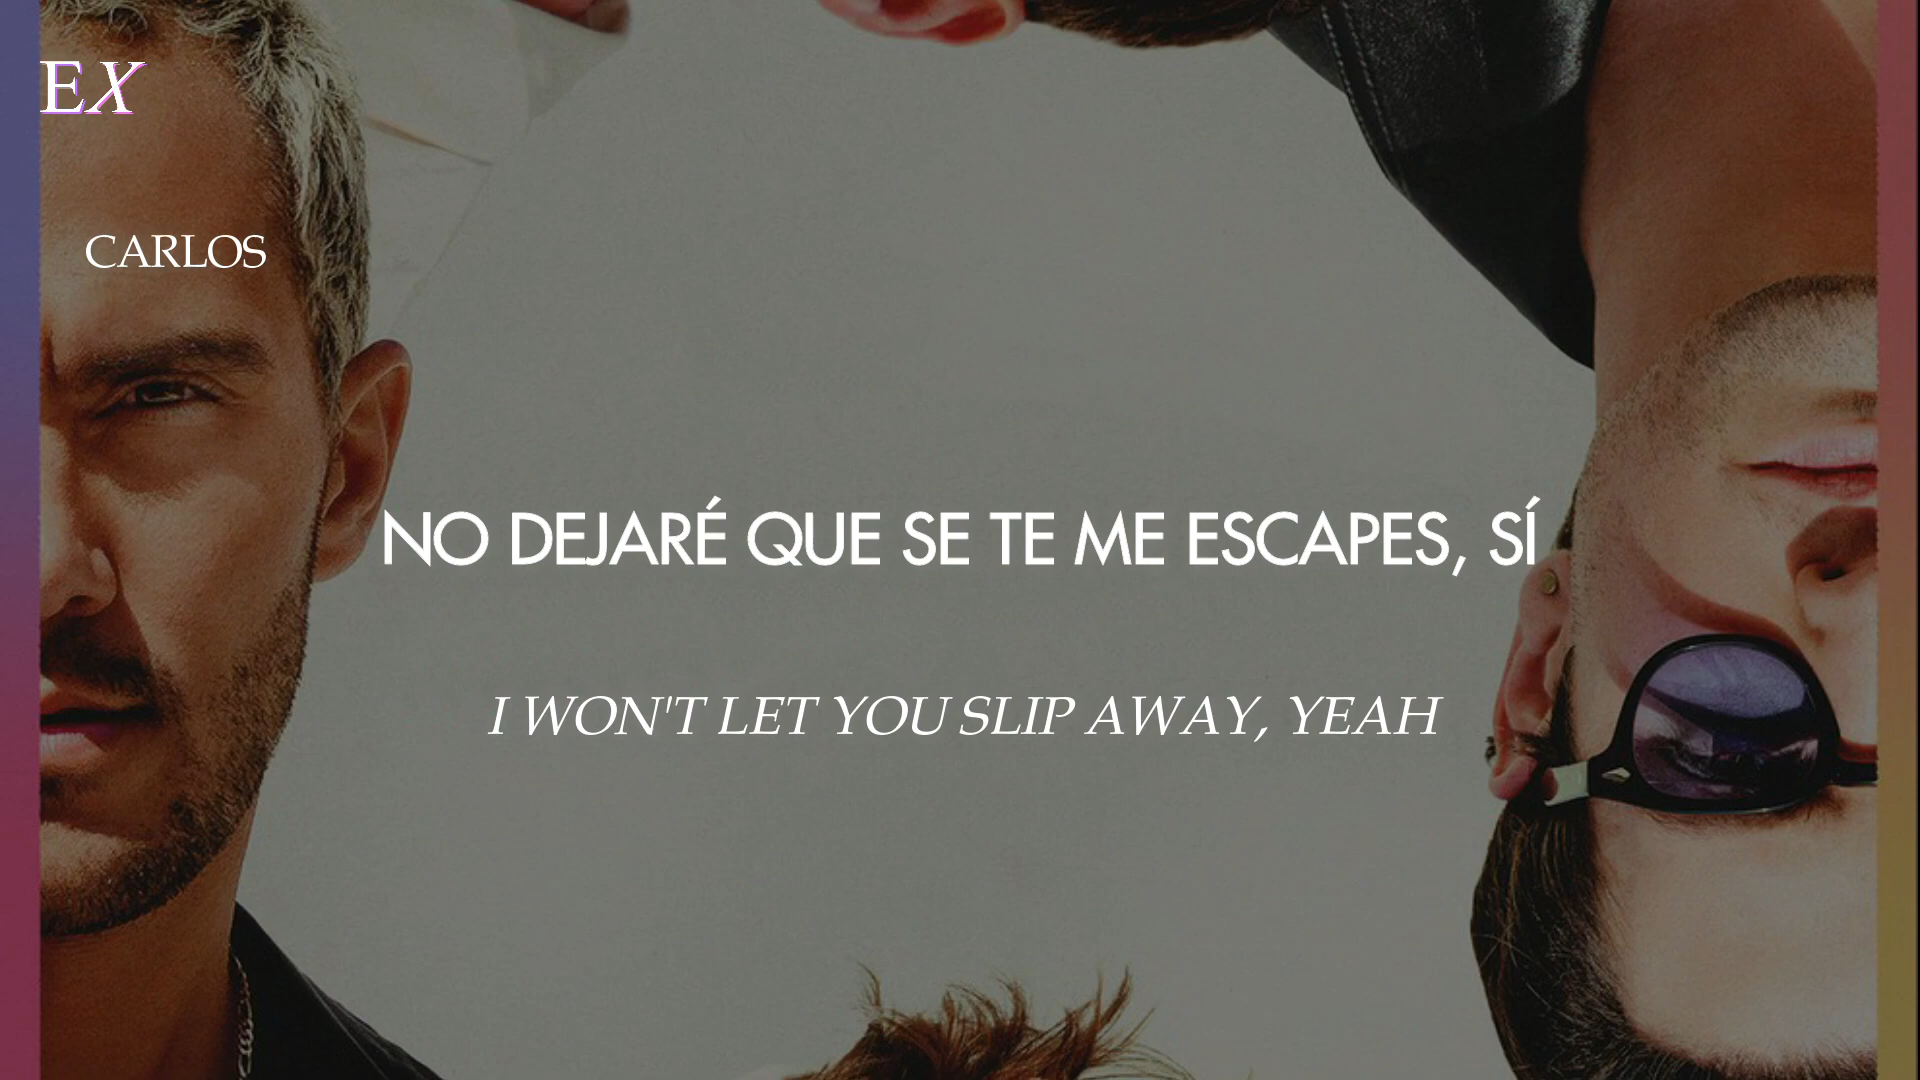 EX
CARLOS
NO DEJARÉ QUE SE TE ME ESCAPES, SÍ
I WON'T LET YOU SLIP AWAY, YEAH